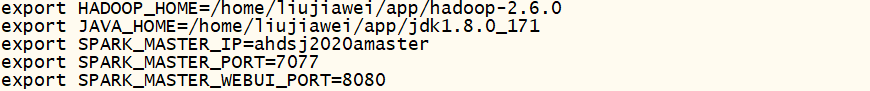 export HADOOP_HOME=/home/liujiawei/app/hadoop-2.6.0
export JAVA_HOME=/home/liujiawei/app/jdk1.8.0_171
export SPARK_MASTER_IP=ahdsj2020amaster
export SPARK_MASTER_PORT=7077
export SPARK_MASTER_WEBUI_PORT=8080